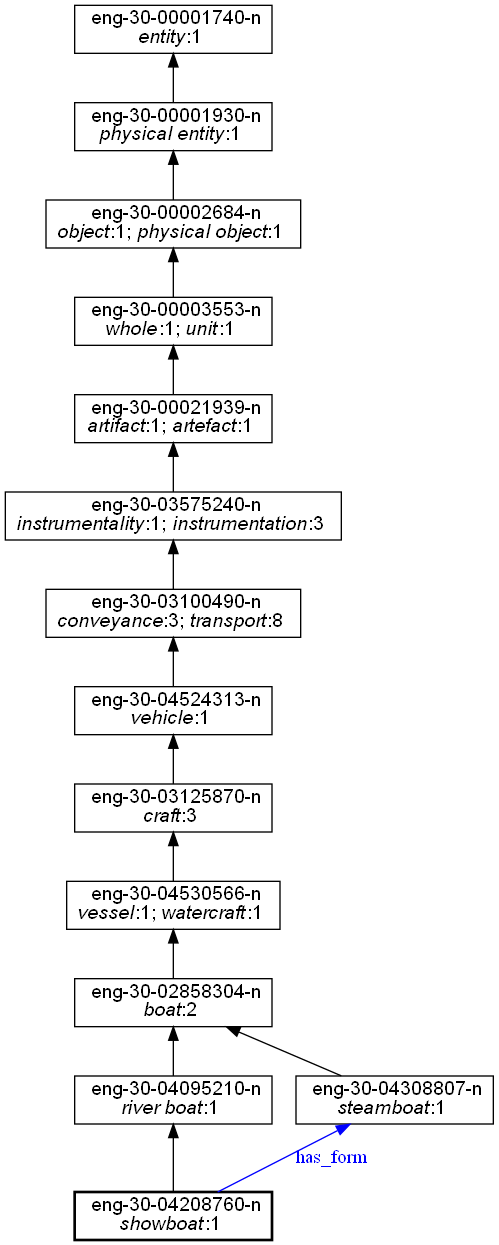 eng-30-00001740-n
entity:1
eng-30-00001930-n
physical entity:1
eng-30-00002684-n
object:1; physical object:1
eng-30-00003553-n
whole:1; unit:1
eng-30-00021939-n
artifact:1; artefact:1
eng-30-03575240-n
instrumentality:1; instrumentation:3
eng-30-03100490-n
conveyance:3; transport:8
eng-30-04524313-n
vehicle:1
eng-30-03125870-n
craft:3
eng-30-04530566-n
vessel:1; watercraft:1
eng-30-02858304-n
boat:2
eng-30-04095210-n
river boat:1
eng-30-04308807-n
steamboat:1
has_form
eng-30-04208760-n
showboat:1